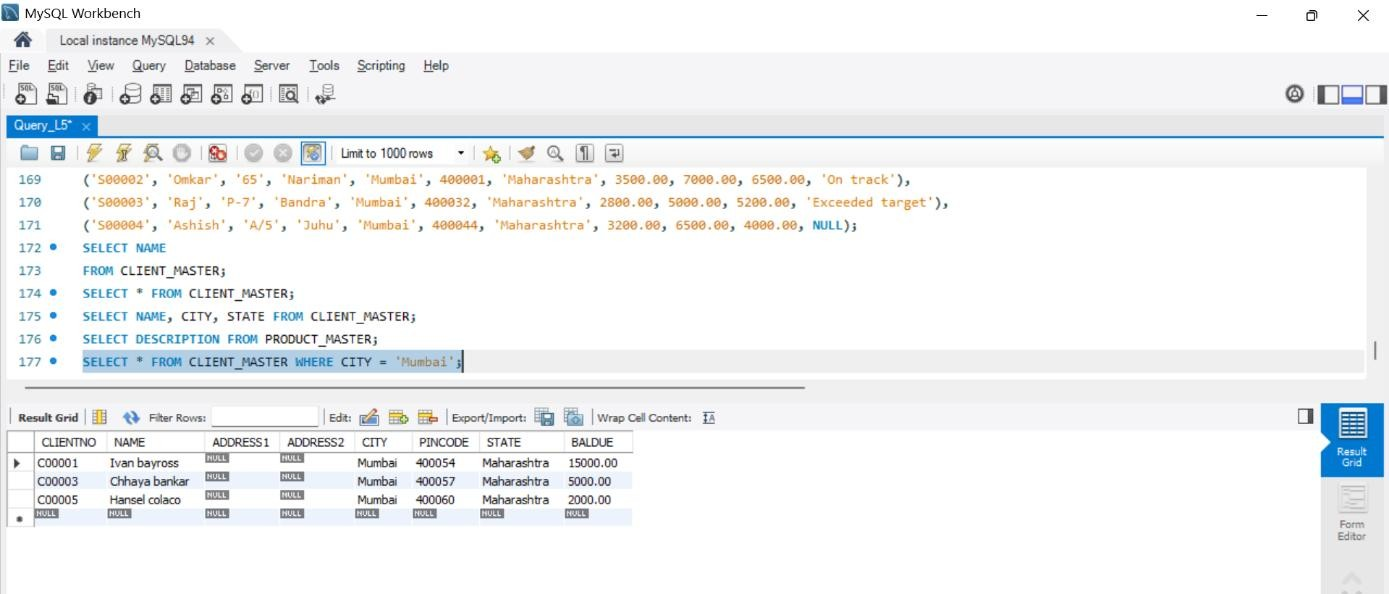 MySQL Workbench
Local instance MySQL94
File Edit View Query Database Server Tools Scripting Help
Query_L5*
Limit to 1000 rows
169 ('S00002', 'Omkar', '65', 'Nariman', 'Mumbai', 400001, 'Maharashtra', 3500.00, 7000.00, 6500.00, 'On track'),
170 ('S00003', 'Raj', 'P-7', 'Bandra', 'Mumbai', 400032, 'Maharashtra', 2800.00, 5000.00, 5200.00, 'Exceeded target'),
171 ('S00004', 'Ashish', 'A/5', 'Juhu', 'Mumbai', 400044, 'Maharashtra', 3200.00, 6500.00, 4000.00, NULL);
172 SELECT NAME
173 FROM CLIENT_MASTER;
174 SELECT * FROM CLIENT_MASTER;
175 SELECT NAME, CITY, STATE FROM CLIENT_MASTER;
176 SELECT DESCRIPTION FROM PRODUCT_MASTER;
177 SELECT * FROM CLIENT_MASTER WHERE CITY = 'Mumbai';
Result Grid Filter Rows: Edit: Export/Import: Wrap Cell Content:
CLIENTNO NAME ADDRESS1 ADDRESS2 CITY PINCODE STATE BALDUE
C00001 Ivan bayross NULL NULL Mumbai 400054 Maharashtra 15000.00
C00003 Chhaya bankar NULL NULL Mumbai 400057 Maharashtra 5000.00
C00005 Hansel colaco NULL NULL Mumbai 400060 Maharashtra 2000.00
NULL NULL NULL NULL NULL NULL NULL NULL
Result
Grid
Form
Editor